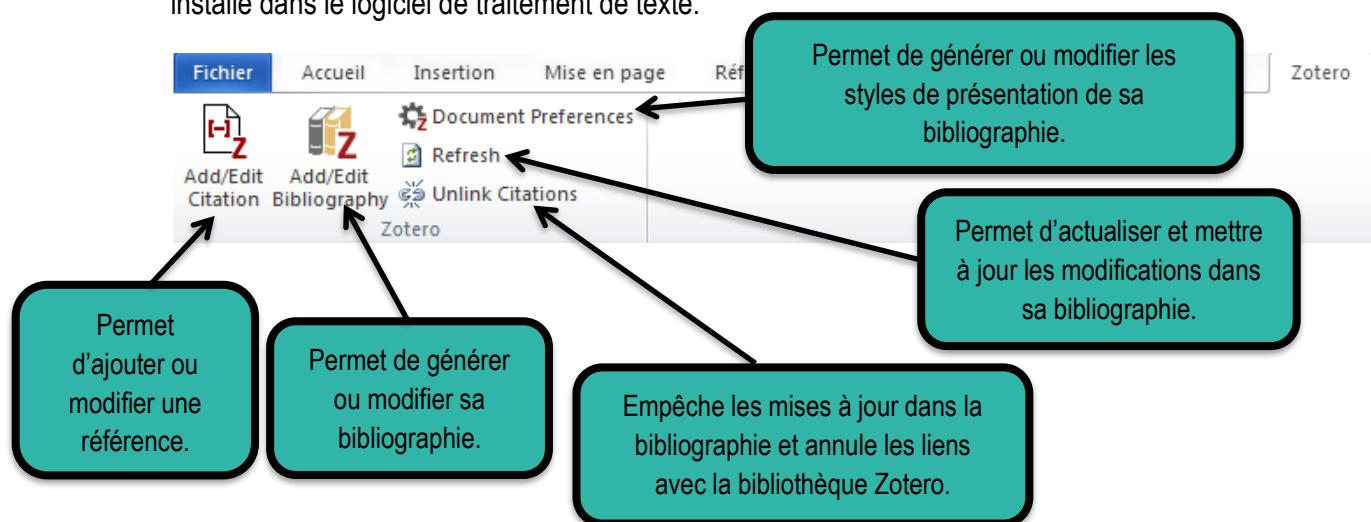 installé dans le logiciel de traitement de texte.
Fichier Accueil Insertion Mise en page Réf Zotero
Permet de générer ou modifier les
styles de présentation de sa
bibliographie.
Document Preferences
Refresh
Unlink Citations
Add/Edit
Citation
Add/Edit
Bibliography
Zotero
Permet d’actualiser et mettre
à jour les modifications dans
sa bibliographie.
Permet
d’ajouter ou
modifier une
référence.
Permet de générer
ou modifier sa
bibliographie.
Empêche les mises à jour dans la
bibliographie et annule les liens
avec la bibliothèque Zotero.